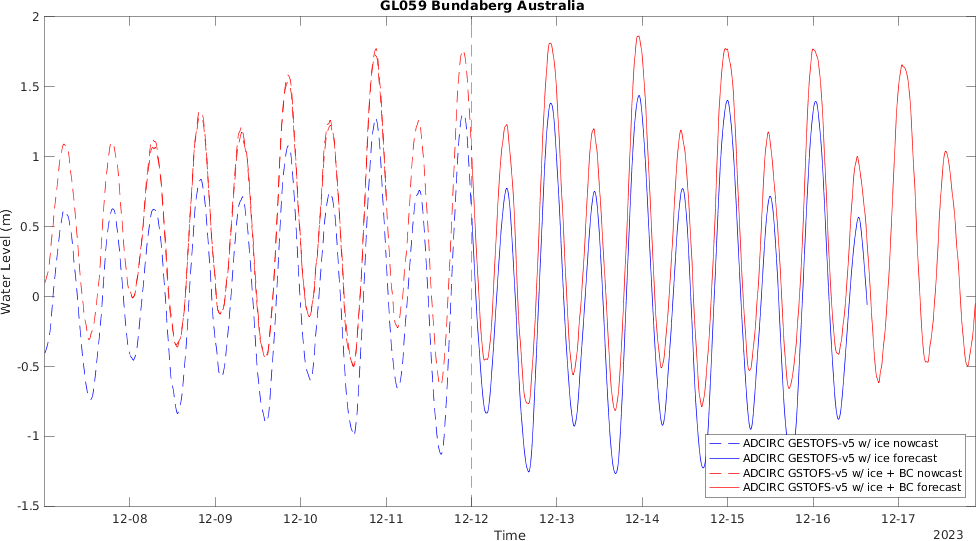 GL059 Bundaberg Australia
2
1.5
1
0.5
0
-0.5
-1
-1.5
Water Level (m)
12-08 12-09 12-10 12-11 12-12 12-13 12-14 12-15 12-16 12-17
Time
2023
ADCIRC GESTOFS-v5 w/ ice nowcast
ADCIRC GESTOFS-v5 w/ ice forecast
ADCIRC GSTOFS-v5 w/ ice + BC nowcast
ADCIRC GSTOFS-v5 w/ ice + BC forecast